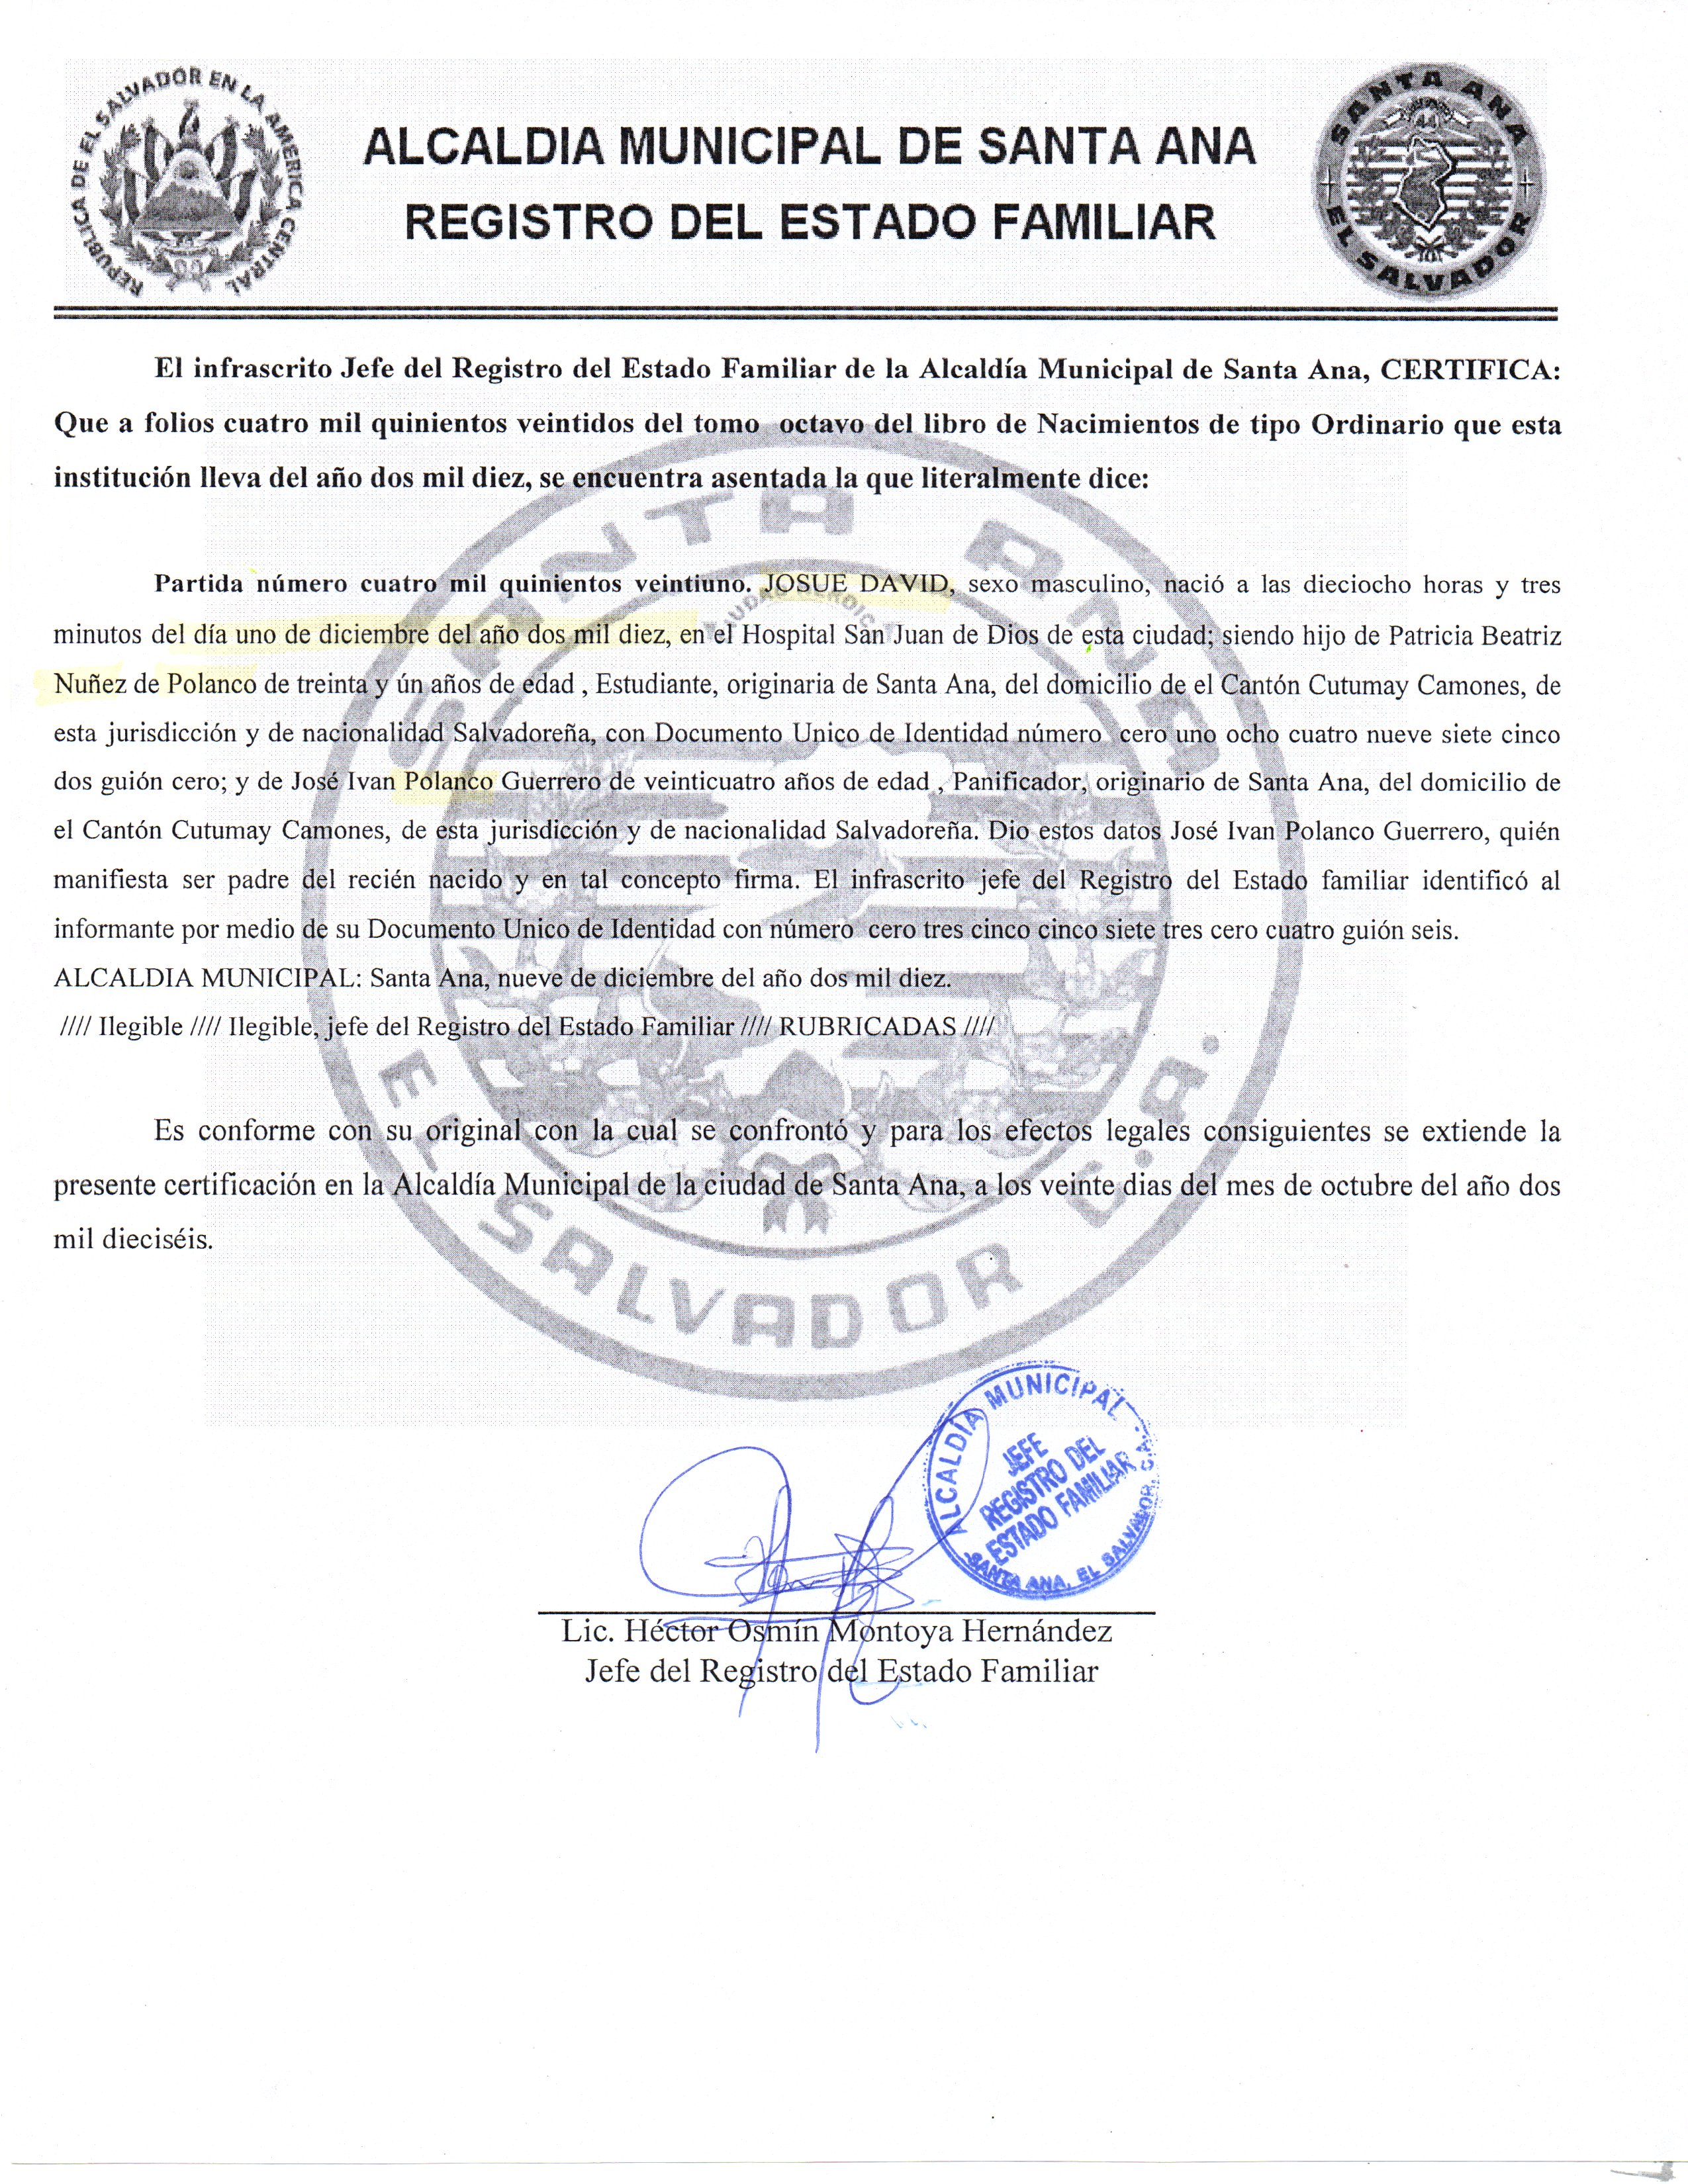 REPUBLICA DE EL SALVADOR EN LA AMERICA CENTRAL
ALCALDIA MUNICIPAL DE SANTA ANA
REGISTRO DEL ESTADO FAMILIAR
SANTA ANA
EL SALVADOR
El infrascrito Jefe del Registro del Estado Familiar de la Alcaldía Municipal de Santa Ana, CERTIFICA:
Que a folios cuatro mil quinientos veintidos del tomo octavo del libro de Nacimientos de tipo Ordinario que esta
institución lleva del año dos mil diez, se encuentra asentada la que literalmente dice:
Partida número cuatro mil quinientos veintiuno. JOSUE DAVID, sexo masculino, nació a las dieciocho horas y tres
minutos del día uno de diciembre del año dos mil diez, en el Hospital San Juan de Dios de esta ciudad; siendo hijo de Patricia Beatriz
Nuñez de Polanco de treinta y ún años de edad , Estudiante, originaria de Santa Ana, del domicilio de el Cantón Cutumay Camones, de
esta jurisdicción y de nacionalidad Salvadoreña, con Documento Unico de Identidad número cero uno ocho cuatro nueve siete cinco
dos guión cero; y de José Ivan Polanco Guerrero de veinticuatro años de edad , Panificador, originario de Santa Ana, del domicilio de
el Cantón Cutumay Camones, de esta jurisdicción y de nacionalidad Salvadoreña. Dio estos datos José Ivan Polanco Guerrero, quién
manifiesta ser padre del recién nacido y en tal concepto firma. El infrascrito jefe del Registro del Estado familiar identificó al
informante por medio de su Documento Unico de Identidad con número cero tres cinco cinco siete tres cero cuatro guión seis.
ALCALDIA MUNICIPAL: Santa Ana, nueve de diciembre del año dos mil diez.
//// Ilegible //// Ilegible, jefe del Registro del Estado Familiar //// RUBRICADAS ////
Es conforme con su original con la cual se confrontó y para los efectos legales consiguientes se extiende la
presente certificación en la Alcaldía Municipal de la ciudad de Santa Ana, a los veinte dias del mes de octubre del año dos
mil dieciséis.
SANTA ANA
EL SALVADOR C.A.
ALCALDÍA MUNICIPAL
JEFE
REGISTRO DEL
ESTADO FAMILIAR
SANTA ANA, EL SALVADOR, C.A.
Lic. Héctor Osmín Montoya Hernández
Jefe del Registro del Estado Familiar